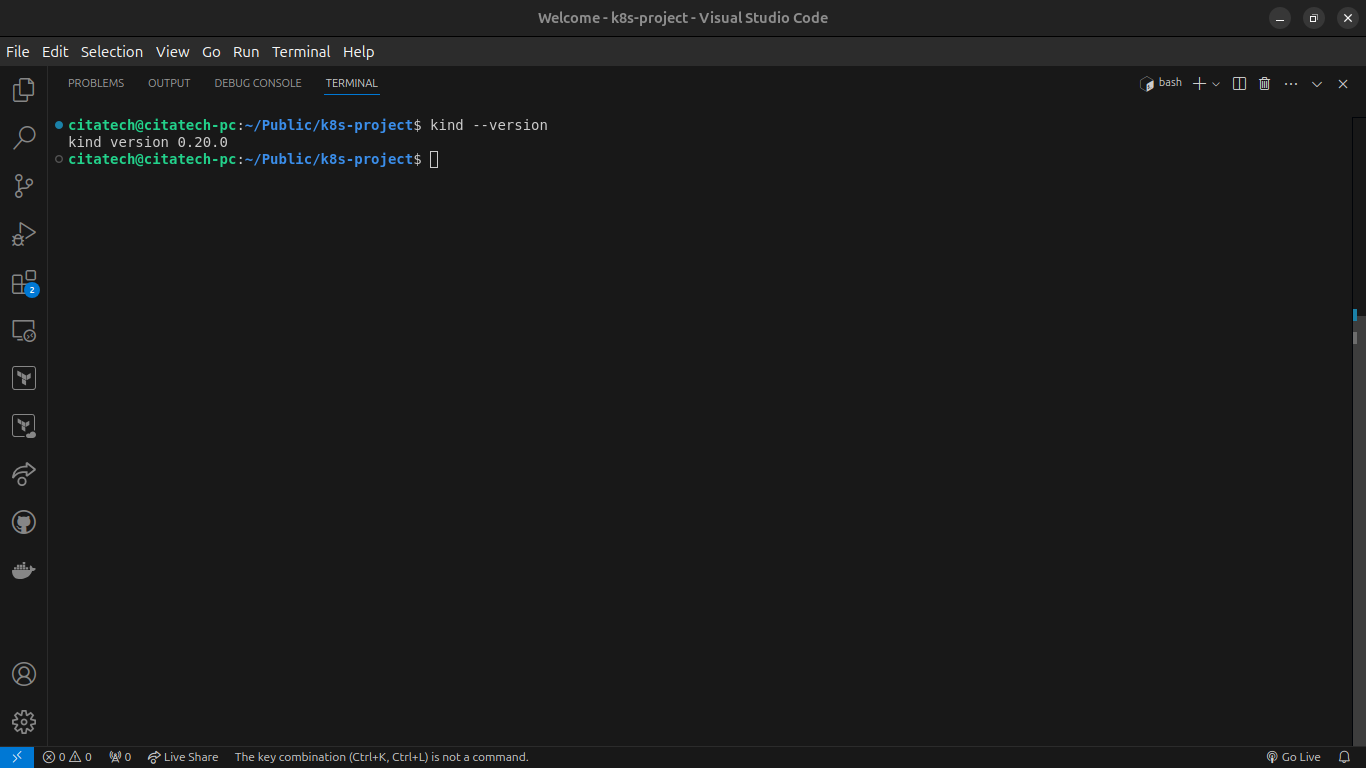 Welcome - k8s-project - Visual Studio Code
File Edit Selection View Go Run Terminal Help
PROBLEMS OUTPUT DEBUG CONSOLE TERMINAL bash
citatech@citatech-pc:~/Public/k8s-project$ kind --version
kind version 0.20.0
citatech@citatech-pc:~/Public/k8s-project$
2
0 0 0 Live Share The key combination (Ctrl+K, Ctrl+L) is not a command. Go Live